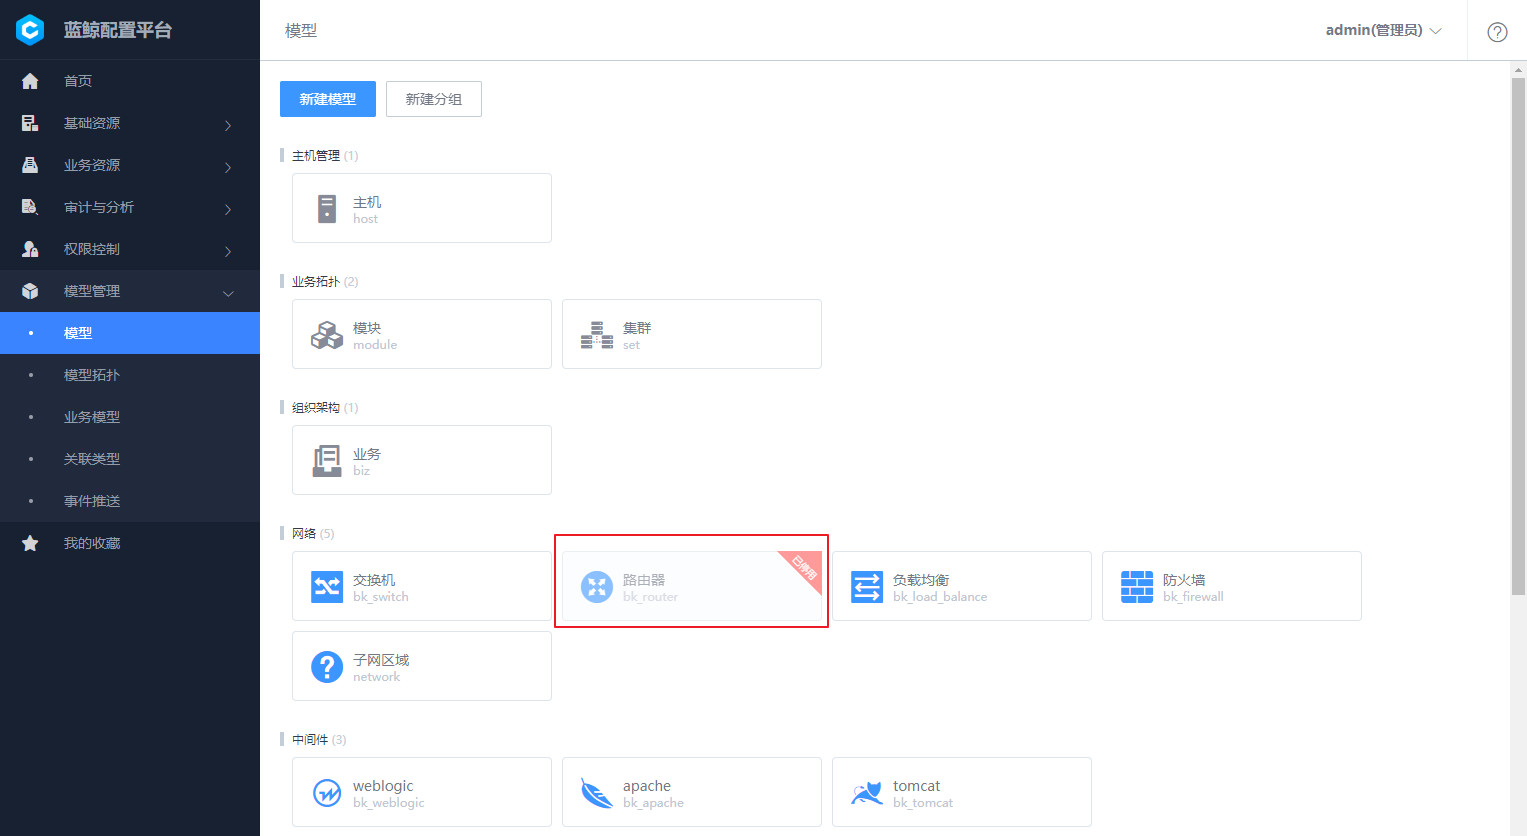 蓝鲸配置平台
模型
admin(管理员)
首页
基础资源
业务资源
审计与分析
权限控制
模型管理
模型
模型拓扑
业务模型
关联类型
事件推送
我的收藏
新建模型
新建分组
主机管理 (1)
主机
host
业务拓扑 (2)
模块
module
集群
set
组织架构 (1)
业务
biz
网络 (5)
交换机
bk_switch
路由器
bk_router
已停用
负载均衡
bk_load_balance
防火墙
bk_firewall
子网区域
network
中间件 (3)
weblogic
bk_weblogic
apache
bk_apache
tomcat
bk_tomcat